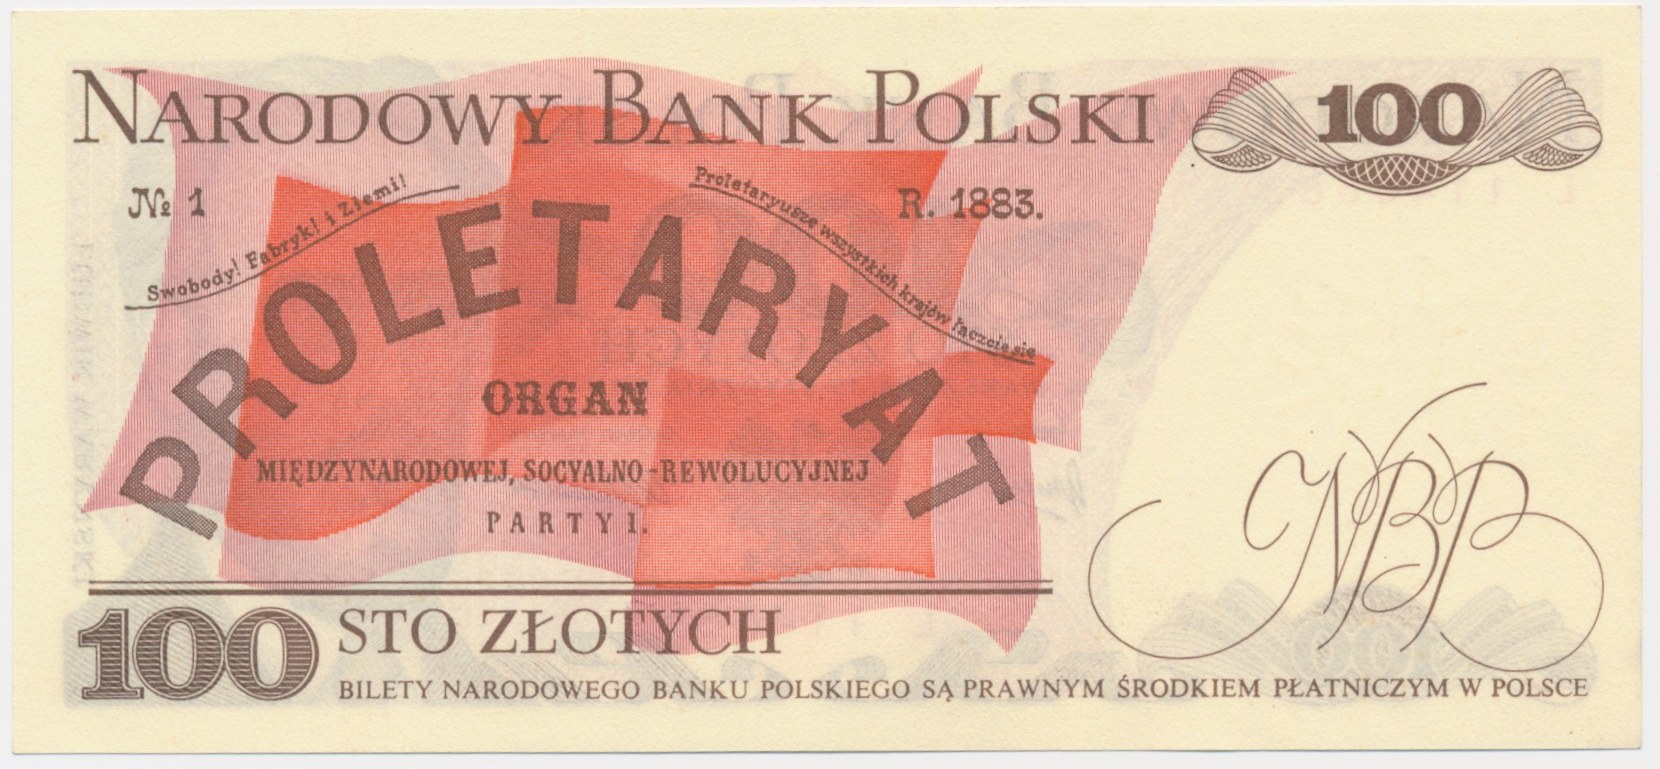 NARODOWY BANK POLSKI
100
№ 1
R. 1883.
Swobody! Fabryk! i Ziemi!
Proletaryusze wszystkich krajów łączcie się
PROLETARYAT
ORGAN
MIĘDZYNARODOWEJ, SOCYALNO-REWOLUCYJNEJ
PARTYI.
NBP
100
STO ZŁOTYCH
BILETY NARODOWEGO BANKU POLSKIEGO SĄ PRAWNYM ŚRODKIEM PŁATNICZYM W POLSCE